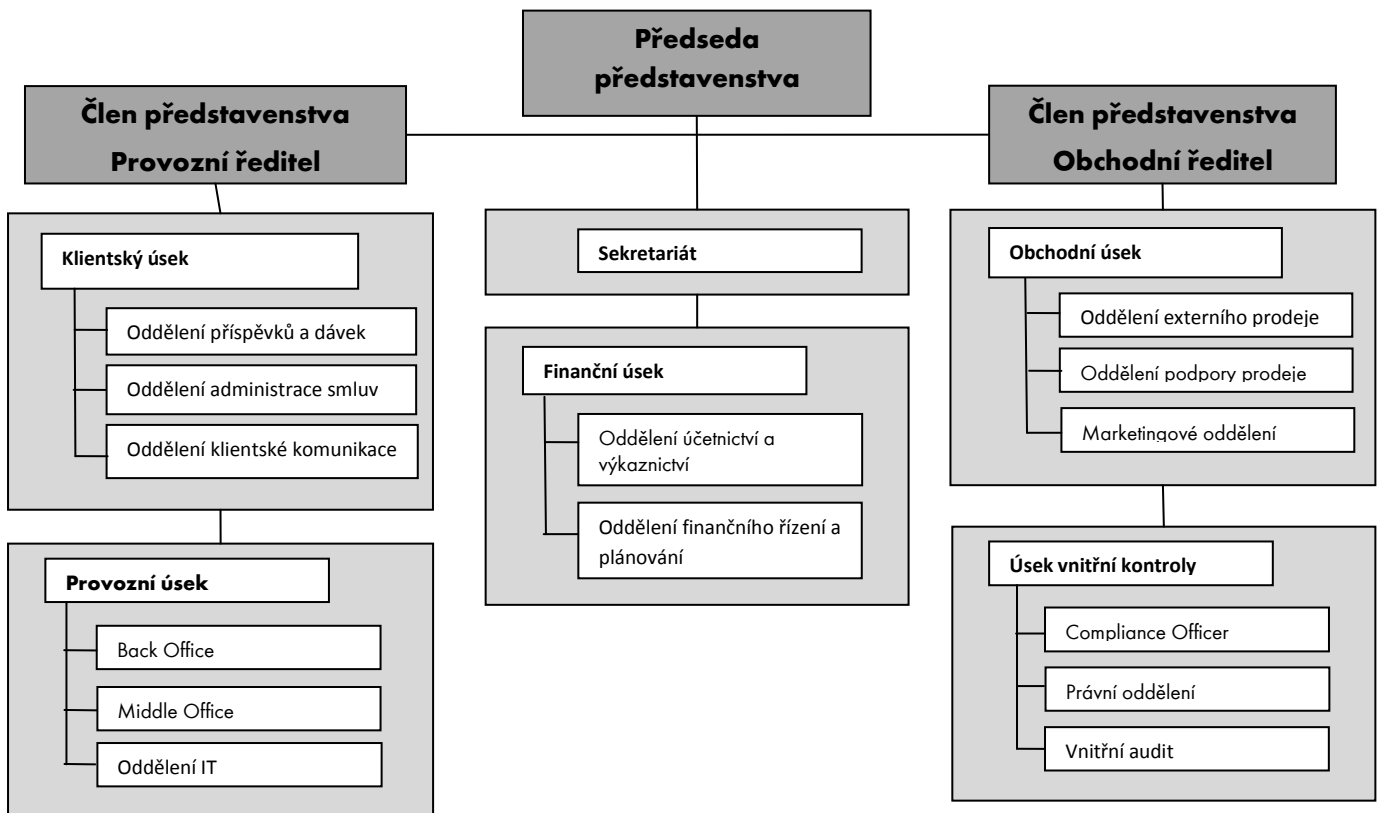 Předseda
představenstva
Člen představenstva
Provozní ředitel
Člen představenstva
Obchodní ředitel
Klientský úsek
Oddělení příspěvků a dávek
Oddělení administrace smluv
Oddělení klientské komunikace
Provozní úsek
Back Office
Middle Office
Oddělení IT
Sekretariát
Finanční úsek
Oddělení účetnictví a
výkaznictví
Oddělení finančního řízení a
plánování
Obchodní úsek
Oddělení externího prodeje
Oddělení podpory prodeje
Marketingové oddělení
Úsek vnitřní kontroly
Compliance Officer
Právní oddělení
Vnitřní audit